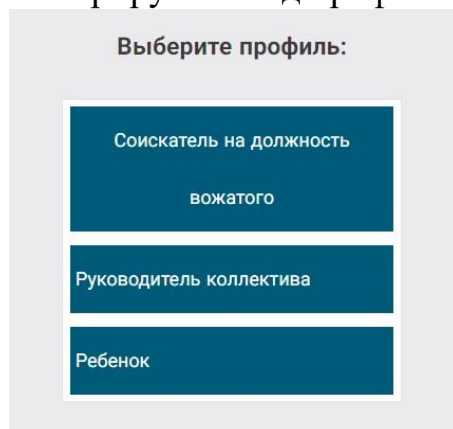 Выберите профиль:
Соискатель на должность
вожатого
Руководитель коллектива
Ребенок